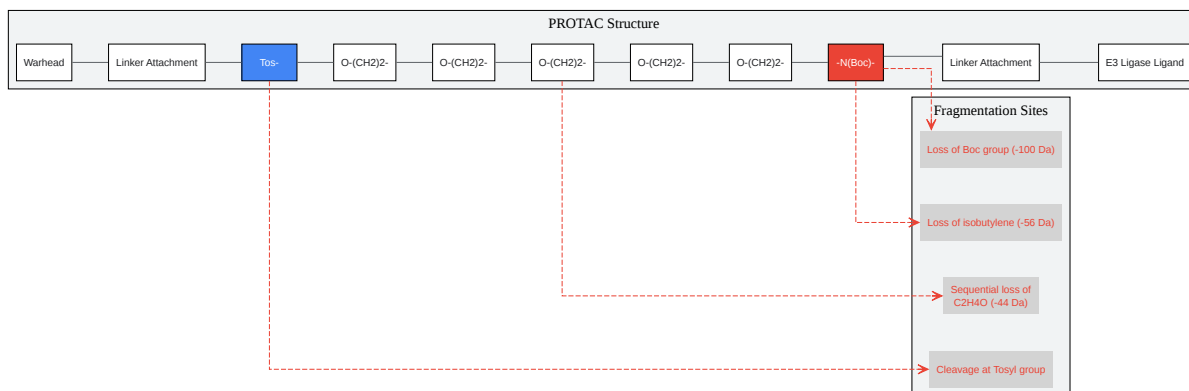 PROTAC Structure
Warhead
Linker Attachment
Tos-
O-(CH2)2-
O-(CH2)2-
O-(CH2)2-
O-(CH2)2-
O-(CH2)2-
-N(Boc)-
Linker Attachment
E3 Ligase Ligand
Fragmentation Sites
Loss of Boc group (-100 Da)
Loss of isobutylene (-56 Da)
Sequential loss of
C2H4O (-44 Da)
Cleavage at Tosyl group